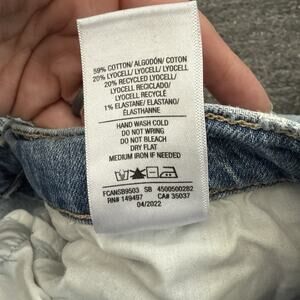 59% COTTON/ ALGODÓN/ COTON
20% LYOCELL/ LYOCELL/ LYOCELL
20% RECYCLED LYOCELL/
LYOCELL RECICLADO/
LYOCELL RECYCLÉ
1% ELASTANE/ ELASTANO/
ÉLASTHANNE
HAND WASH COLD
DO NOT WRING
DO NOT BLEACH
DRY FLAT
MEDIUM IRON IF NEEDED
FCANSB9503 SB 4500500282
RN# 149497 CA# 35037
04/2022